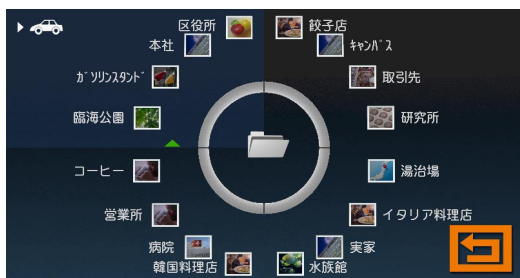 区役所
餃子店
本社
ｷｬﾝﾊﾟｽ
ｶﾞｿﾘﾝｽﾀﾝﾄﾞ
取引先
臨海公園
研究所
コーヒー
湯治場
営業所
イタリア料理店
病院
実家
韓国料理店
水族館